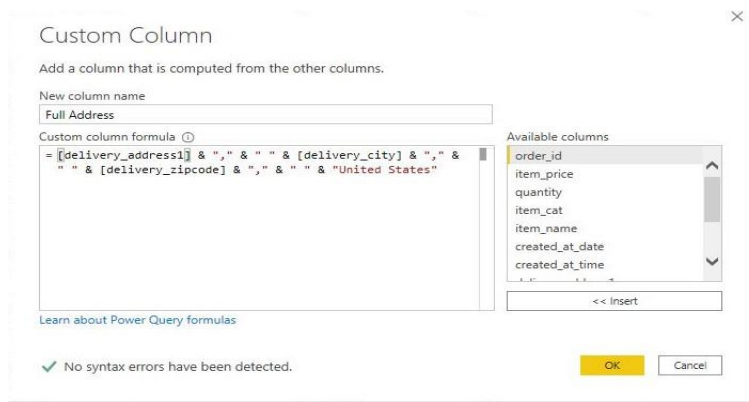 Custom Column
Add a column that is computed from the other columns.
New column name
Full Address
Custom column formula
Available columns
= [delivery_address1] & "," & " " & [delivery_city] & "," &
" " & [delivery_zipcode] & "," & " " & "United States"
order_id
item_price
quantity
item_cat
item_name
created_at_date
created_at_time
<< Insert
Learn about Power Query formulas
No syntax errors have been detected.
OK
Cancel